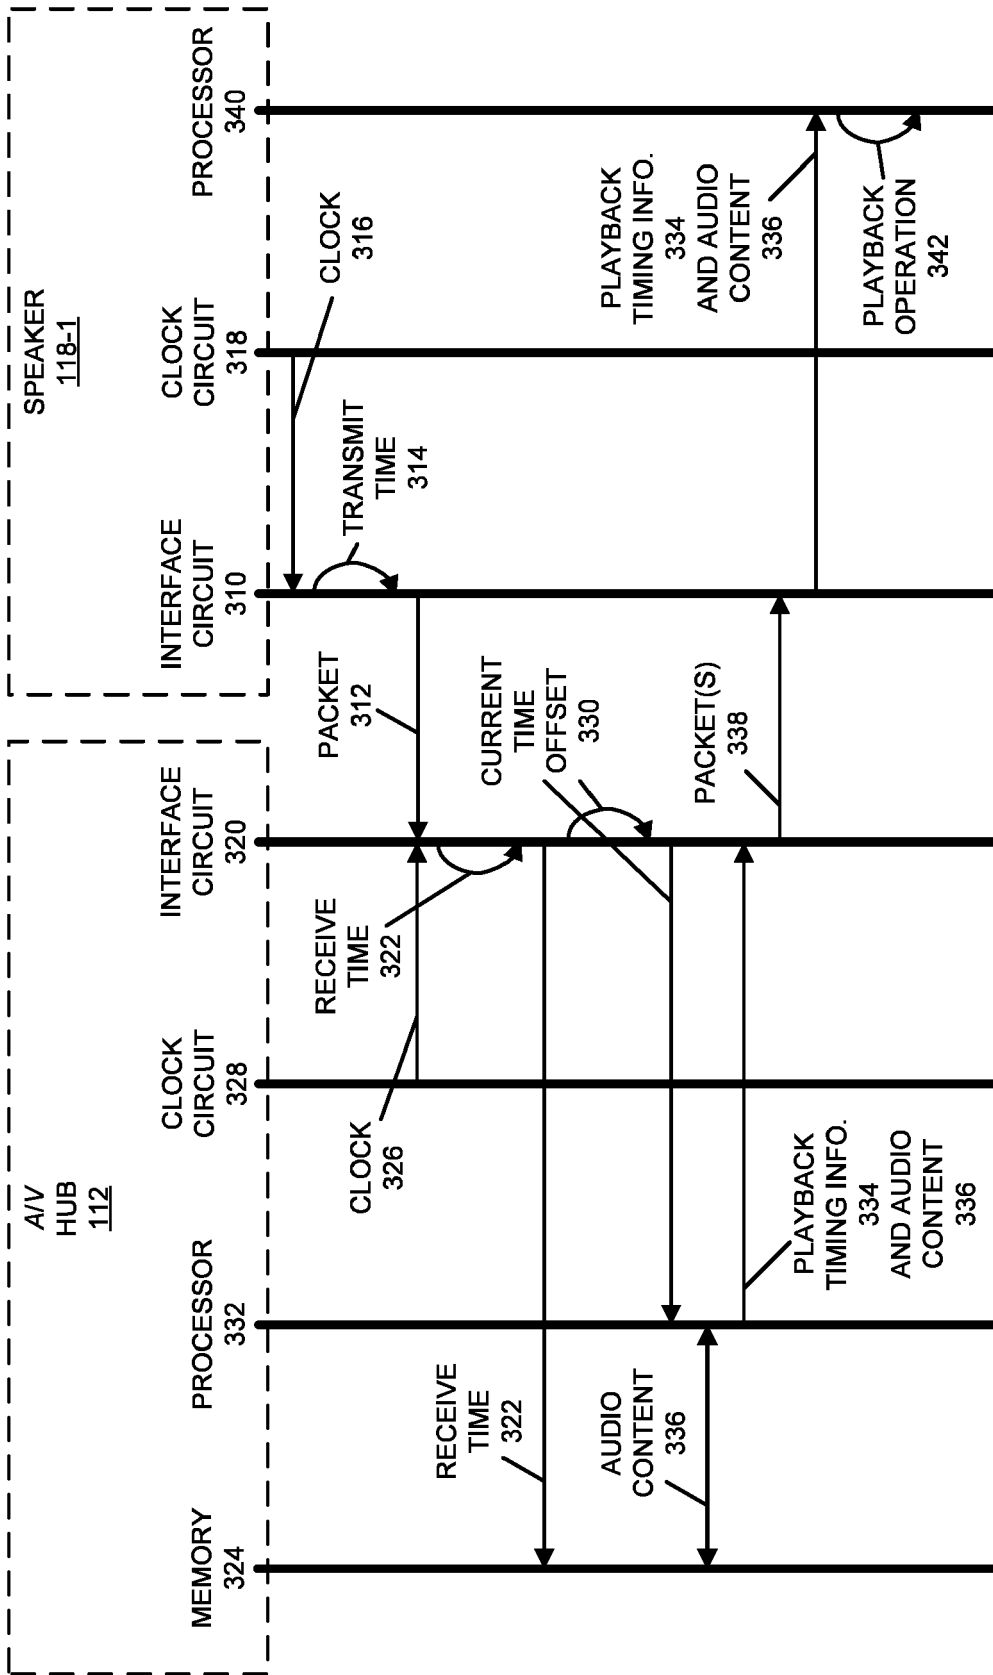 A/V
HUB
112
SPEAKER
118-1
MEMORY
324
PROCESSOR
332
CLOCK
CIRCUIT
328
INTERFACE
CIRCUIT
320
INTERFACE
CIRCUIT
310
CLOCK
CIRCUIT
318
PROCESSOR
340
CLOCK
316
TRANSMIT
TIME
314
PACKET
312
CLOCK
326
RECEIVE
TIME
322
RECEIVE
TIME
322
CURRENT
TIME
OFFSET
330
AUDIO
CONTENT
336
PLAYBACK
TIMING INFO.
334
AND AUDIO
CONTENT
336
PACKET(S)
338
PLAYBACK
TIMING INFO.
334
AND AUDIO
CONTENT
336
PLAYBACK
OPERATION
342